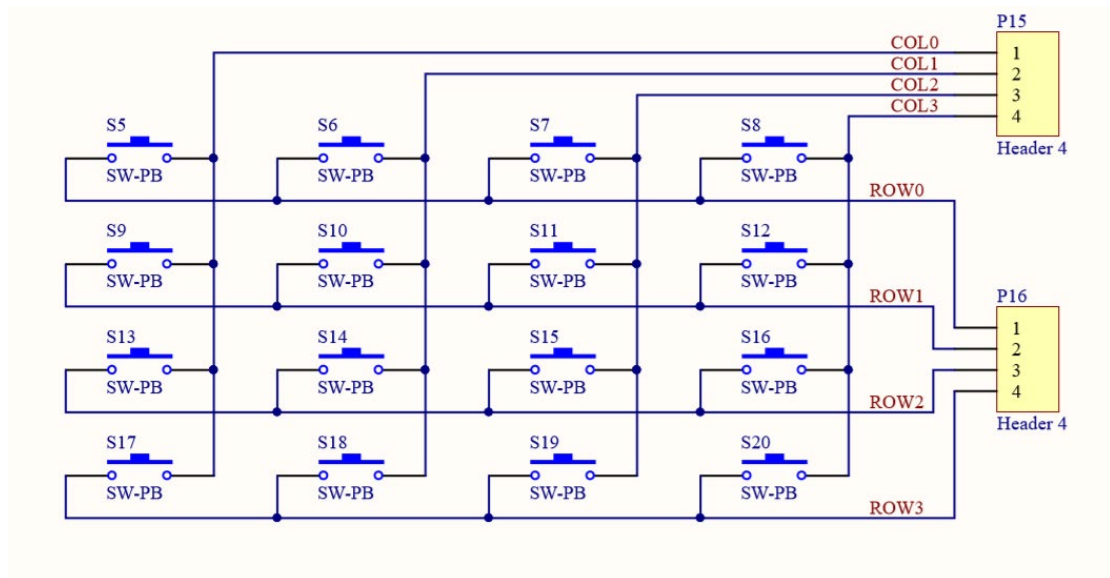 P15
COL0 1
COL1 2
COL2 3
COL3 4
Header 4
S5 S6 S7 S8
SW-PB SW-PB SW-PB SW-PB
ROW0
S9 S10 S11 S12
SW-PB SW-PB SW-PB SW-PB
ROW1
P16
1
2
3
4
Header 4
S13 S14 S15 S16
SW-PB SW-PB SW-PB SW-PB
ROW2
S17 S18 S19 S20
SW-PB SW-PB SW-PB SW-PB
ROW3